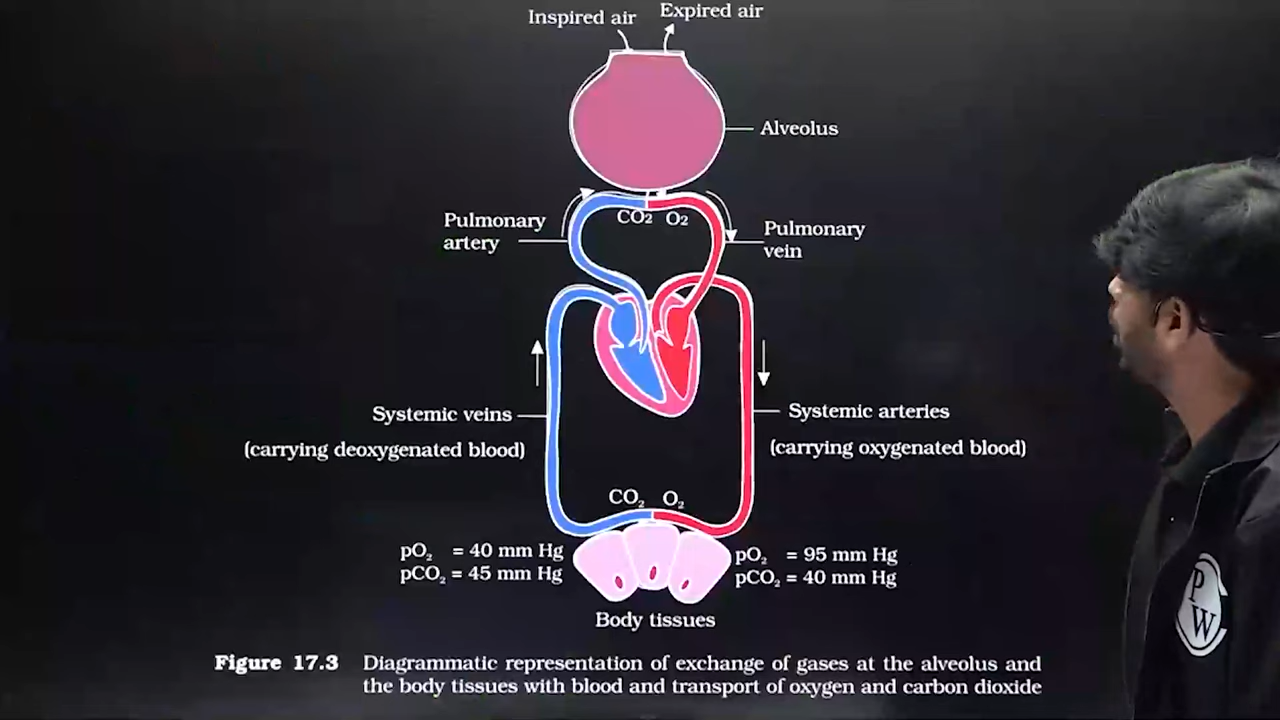 Inspired air
Expired air
Alveolus
CO2 O2
Pulmonary
artery
Pulmonary
vein
Systemic veins
(carrying deoxygenated blood)
Systemic arteries
(carrying oxygenated blood)
CO₂ O₂
pO₂ = 40 mm Hg
pCO₂ = 45 mm Hg
pO₂ = 95 mm Hg
pCO₂ = 40 mm Hg
Body tissues
PW
Figure 17.3 Diagrammatic representation of exchange of gases at the alveolus and
the body tissues with blood and transport of oxygen and carbon dioxide